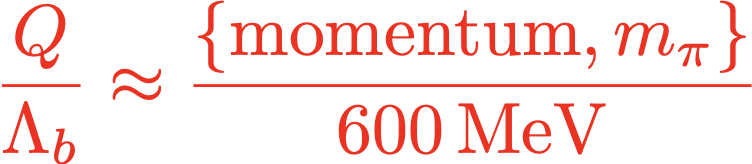 Q/Λ_b ≈ {momentum, m_π}/600 MeV